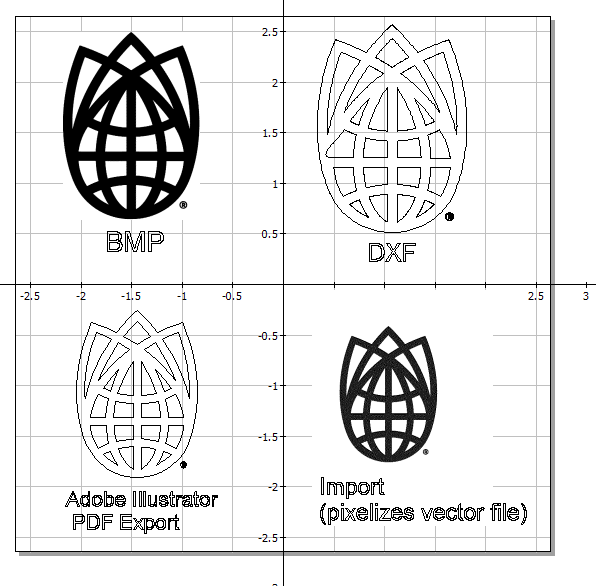 2.5
2
1.5
1
0.5
®
®
BMP
DXF
-2.5 -2 -1.5 -1 -0.5 2.5 3
-0.5
-1
-1.5
-2
-2.5
®
Adobe Illustrator
PDF Export
Import
(pixelizes vector file)